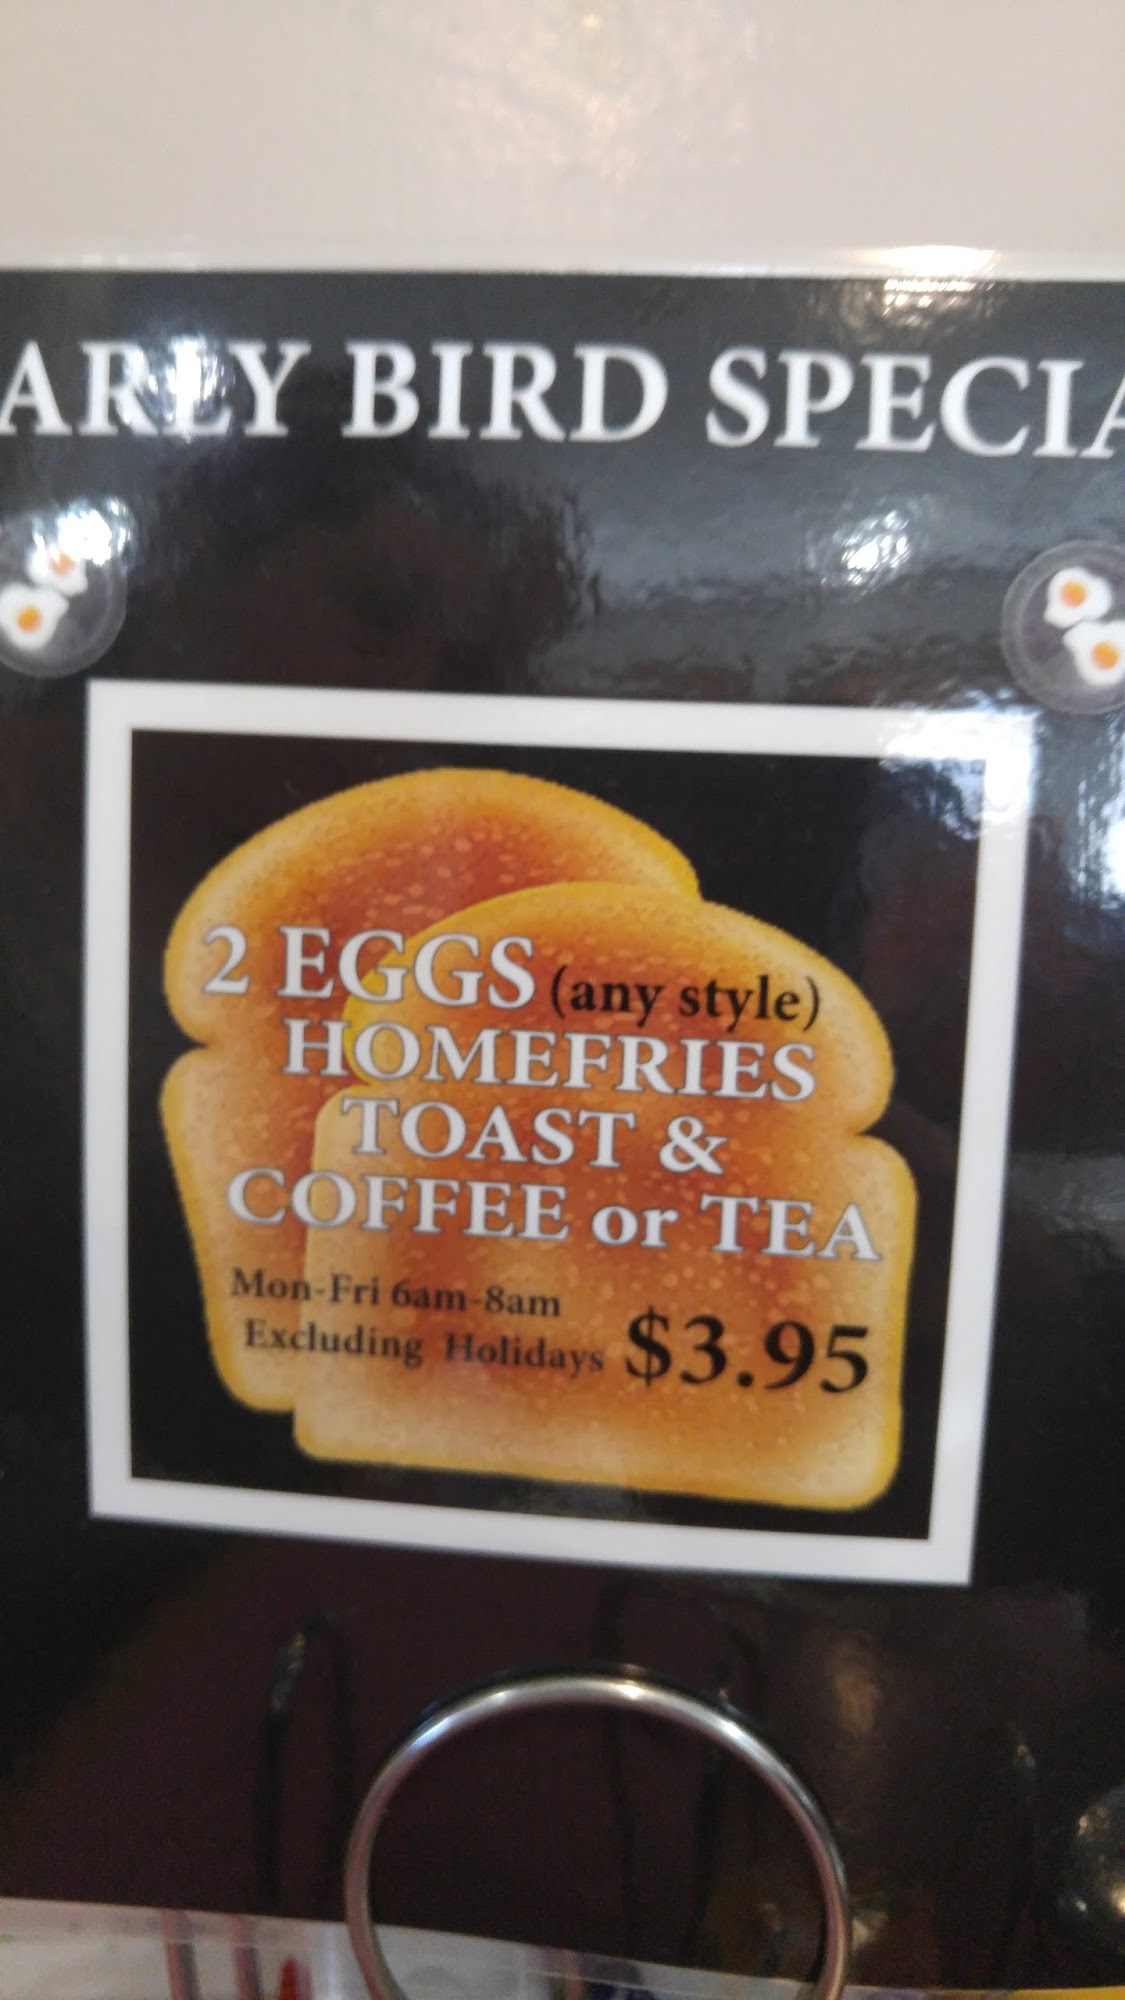 ARLY BIRD SPECIA
2 EGGS (any style)
HOMEFRIES
TOAST &
COFFEE or TEA
Mon-Fri 6am-8am
Excluding Holidays $3.95